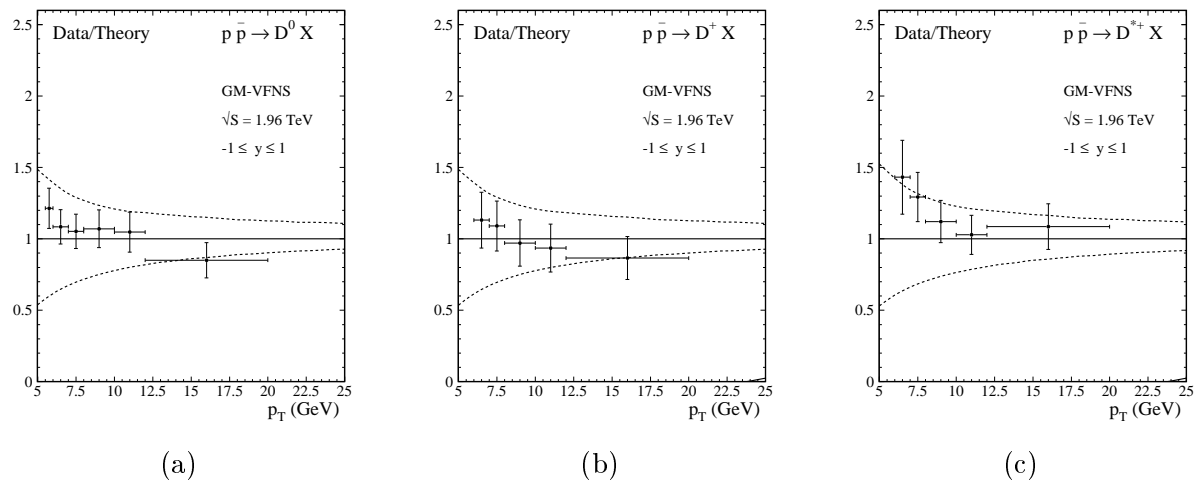 Data/Theory p p̄ → D⁰ X
GM-VFNS
√S = 1.96 TeV
-1 ≤ y ≤ 1
2.5
2
1.5
1
0.5
0
5 7.5 10 12.5 15 17.5 20 22.5 25
p_T (GeV)
(a)
Data/Theory p p̄ → D⁺ X
GM-VFNS
√S = 1.96 TeV
-1 ≤ y ≤ 1
2.5
2
1.5
1
0.5
0
5 7.5 10 12.5 15 17.5 20 22.5 25
p_T (GeV)
(b)
Data/Theory p p̄ → D*⁺ X
GM-VFNS
√S = 1.96 TeV
-1 ≤ y ≤ 1
2.5
2
1.5
1
0.5
0
5 7.5 10 12.5 15 17.5 20 22.5 25
p_T (GeV)
(c)